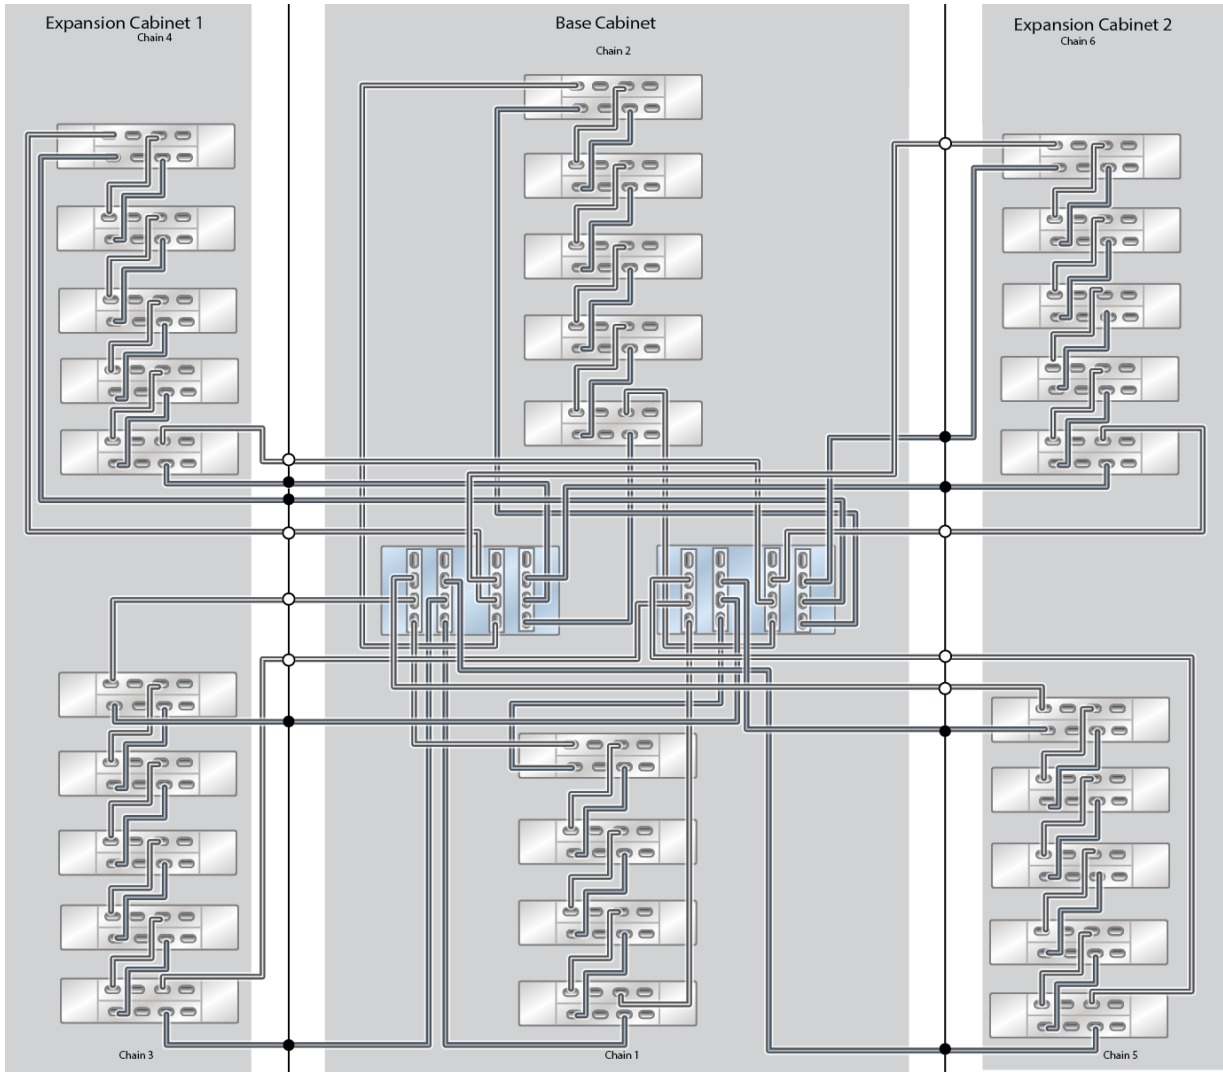 Expansion Cabinet 1
Chain 4
Base Cabinet
Chain 2
Expansion Cabinet 2
Chain 6
Chain 3
Chain 1
Chain 5